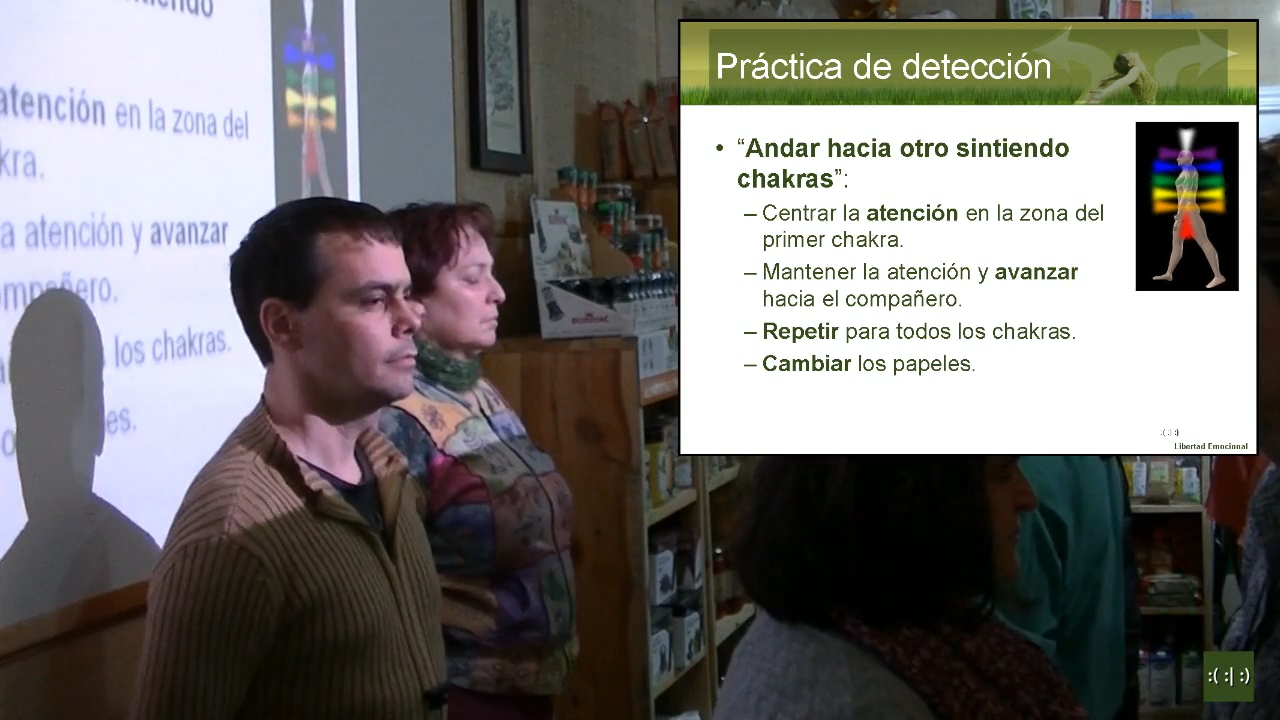 tiendo
atención en la zona del
kra.
a atención y avanzar
compañero.
los chakras.
es.
Práctica de detección
• “Andar hacia otro sintiendo
chakras”:
– Centrar la atención en la zona del
primer chakra.
– Mantener la atención y avanzar
hacia el compañero.
– Repetir para todos los chakras.
– Cambiar los papeles.
:( :| :)
Libertad Emocional
:( :| :)